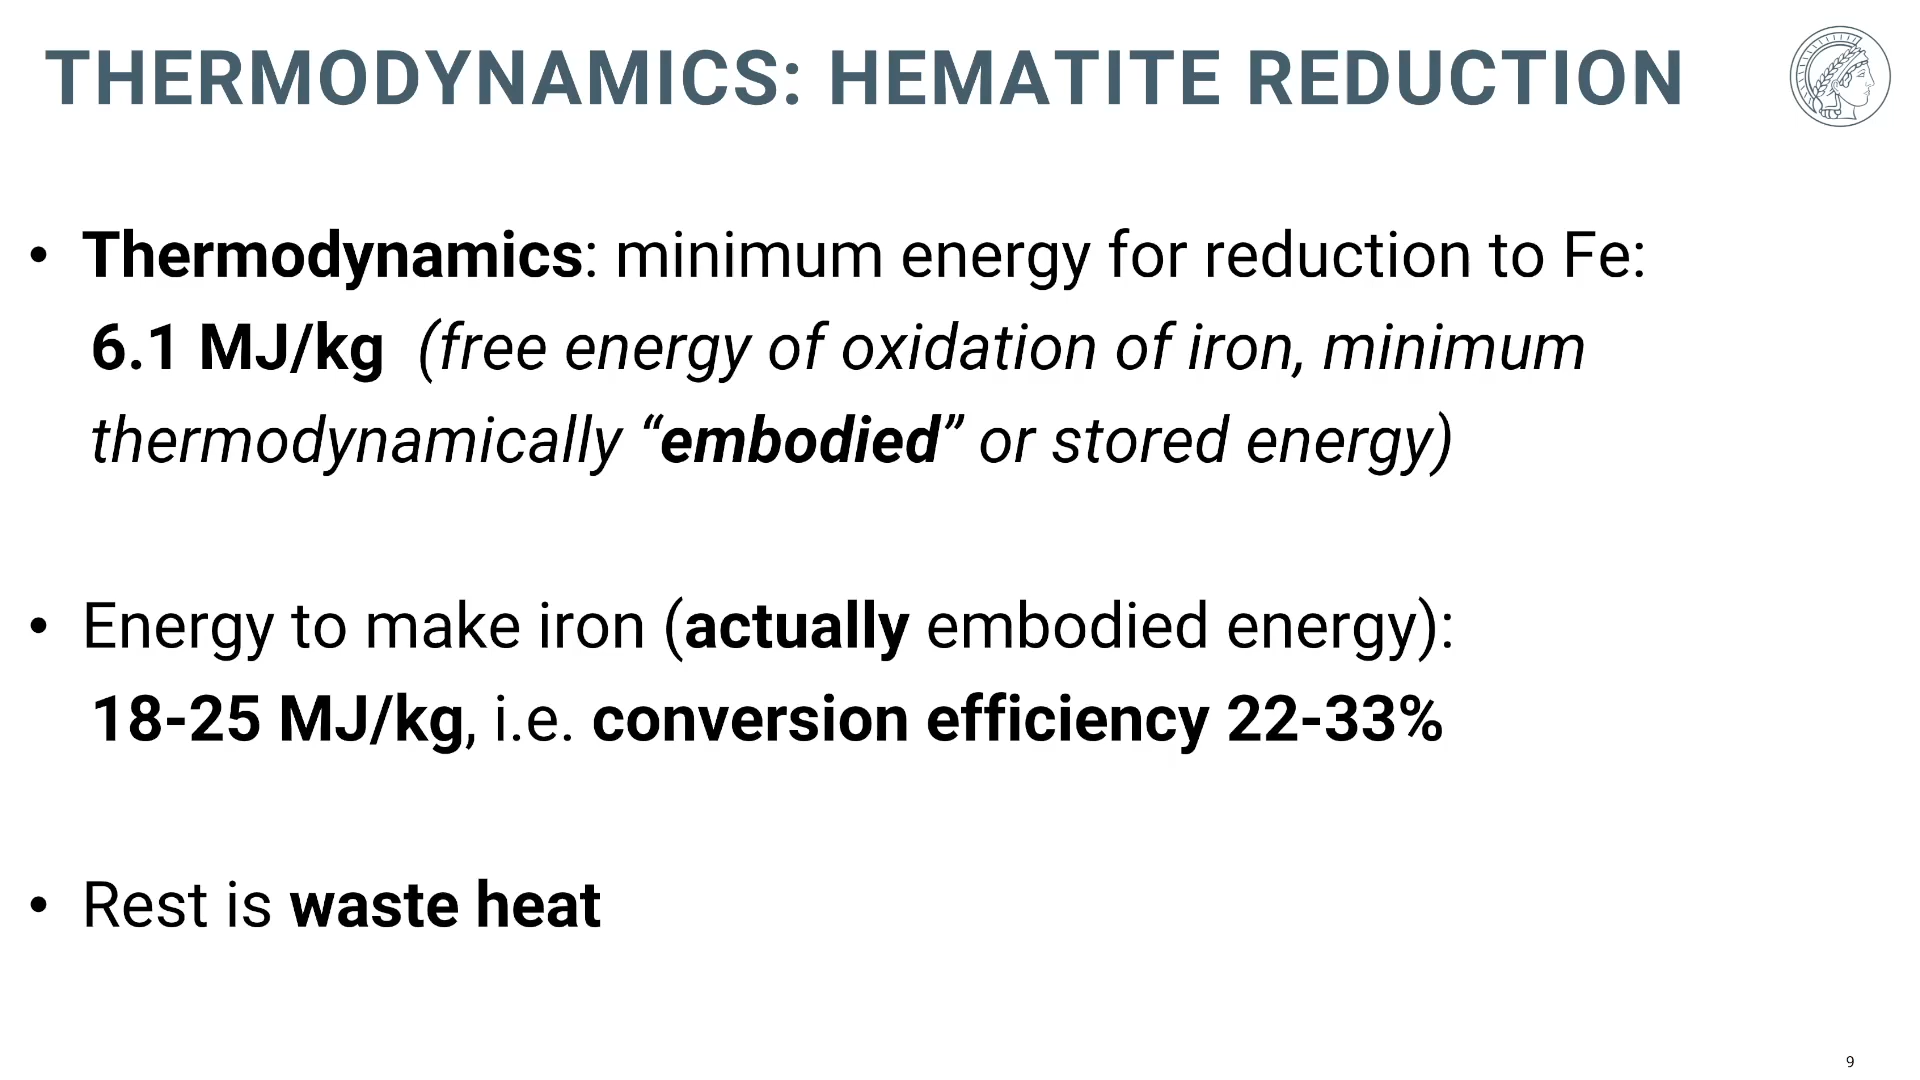 THERMODYNAMICS: HEMATITE REDUCTION
• Thermodynamics: minimum energy for reduction to Fe:
6.1 MJ/kg (free energy of oxidation of iron, minimum
thermodynamically “embodied” or stored energy)
• Energy to make iron (actually embodied energy):
18-25 MJ/kg, i.e. conversion efficiency 22-33%
• Rest is waste heat
9